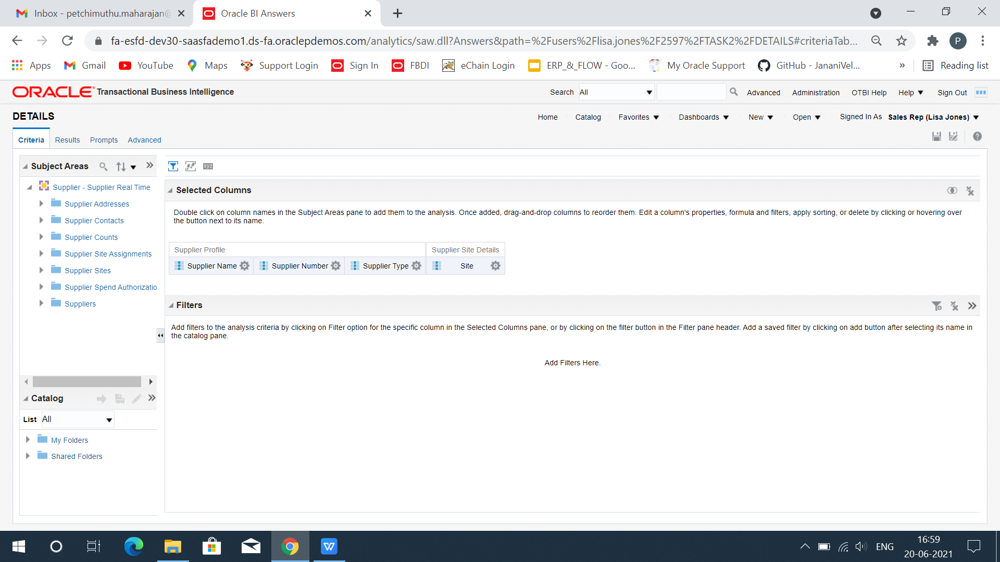 Inbox - petchimuthu.maharajan@
Oracle BI Answers
fa-esfd-dev30-saasfademo1.ds-fa.oraclepdemos.com/analytics/saw.dll?Answers&path=%2Fusers%2Flisa.jones%2F2597%2FTASK2%2FDETAILS#criteriaTab...
P
Apps
Gmail
YouTube
Maps
Support Login
Sign In
FBDI
eChain Login
ERP_&_FLOW - Goo...
My Oracle Support
GitHub - JananiVel...
»
Reading list
ORACLE Transactional Business Intelligence
Search
All
Advanced
Administration
OTBI Help
Help
Sign Out
DETAILS
Home
Catalog
Favorites
Dashboards
New
Open
Signed In As
Sales Rep (Lisa Jones)
Criteria
Results
Prompts
Advanced
Subject Areas
xyz
Supplier - Supplier Real Time
Supplier Addresses
Supplier Contacts
Supplier Counts
Supplier Site Assignments
Supplier Sites
Supplier Spend Authorizatio
Suppliers
Selected Columns
Double click on column names in the Subject Areas pane to add them to the analysis. Once added, drag-and-drop columns to reorder them. Edit a column's properties, formula and filters, apply sorting, or delete by clicking or hovering over
the button next to its name.
Supplier Profile
Supplier Site Details
Supplier Name
Supplier Number
Supplier Type
Site
Filters
Add filters to the analysis criteria by clicking on Filter option for the specific column in the Selected Columns pane, or by clicking on the filter button in the Filter pane header. Add a saved filter by clicking on add button after selecting its name in
the catalog pane.
Add Filters Here.
Catalog
List
All
My Folders
Shared Folders
W
ENG
16:59
20-06-2021